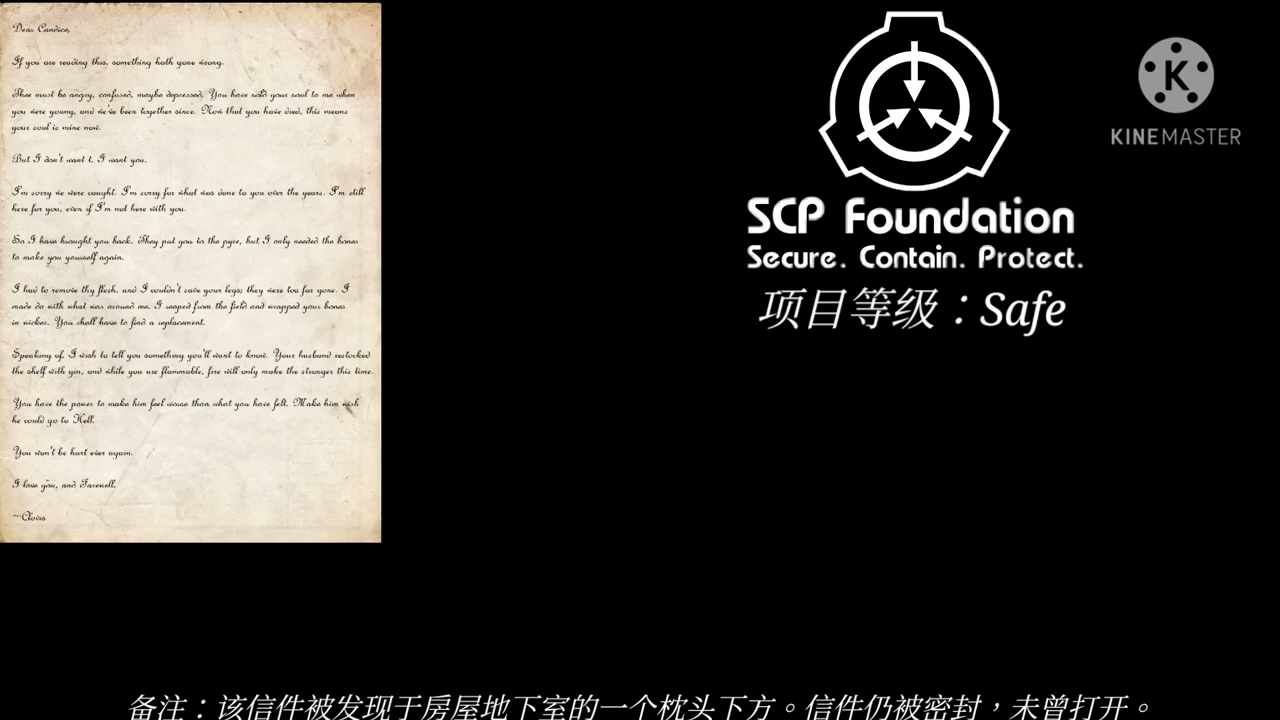 Dear Candice,
If you are reading this, something hath gone wrong.
Thee must be angry, confused, maybe depressed. You have sold your soul to me when
you were young, and we've been together since. Now that you have died, this means
your soul is mine now.
But I don't want it. I want you.
I'm sorry we were caught. I'm sorry for what was done to you over the years. I'm still
here for you, even if I'm not here with you.
So I have brought you back. They put you to the pyre, but I only needed the bones
to make you yourself again.
I had to remove thy flesh, and I couldn't save your legs; they were too far gone. I
made do with what was around me. I reaped from the field and wrapped your bones
in wicker. You shall have to find a replacement.
Speaking of, I wish to tell you something you'll want to know. Your husband restocked
the shelf with gin, and while you are flammable, fire will only make the stronger this time.
You have the power to make him feel worse than what you have felt. Make him wish
he could go to Hell.
You won't be hurt ever again.
I love you, and Farewell.
~Clovis
SCP Foundation
Secure. Contain. Protect.
项目等级：Safe
KINEMASTER
备注：该信件被发现于房屋地下室的一个枕头下方。信件仍被密封，未曾打开。